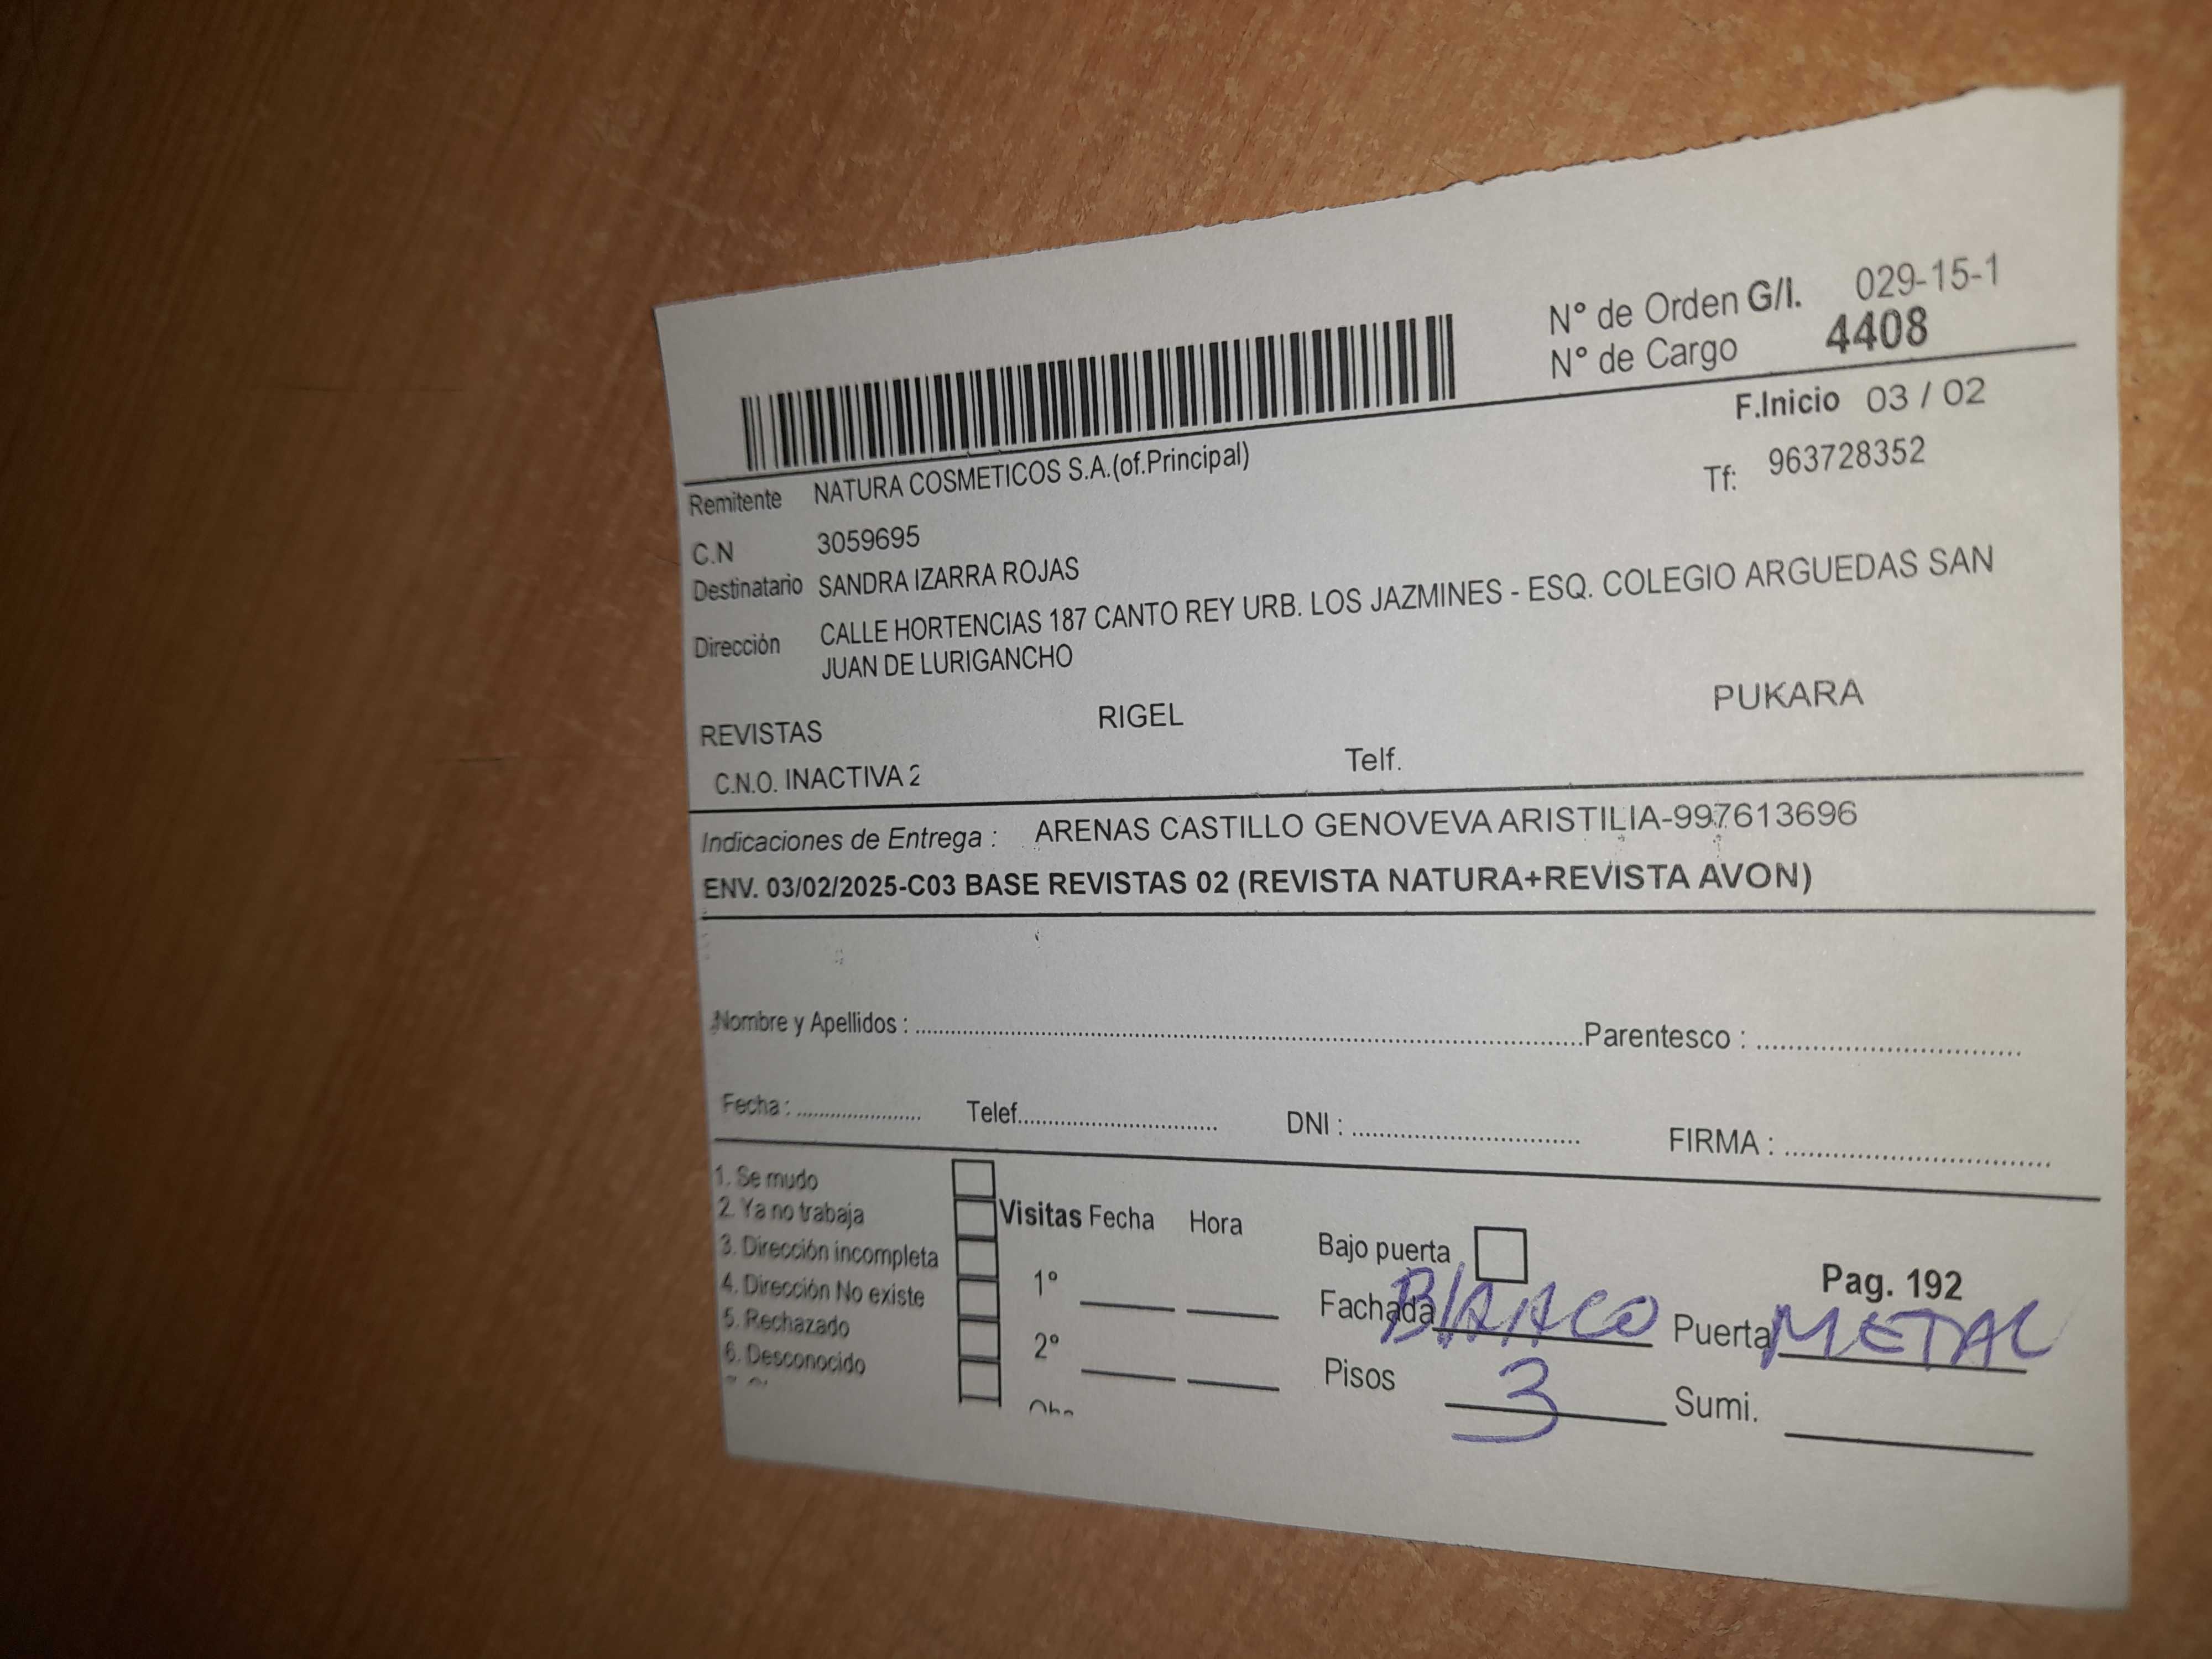 N° de Orden G/I. 029-15-1
N° de Cargo 4408
F.Inicio 03 / 02
Remitente NATURA COSMETICOS S.A.(of.Principal) Tf: 963728352
C.N 3059695
Destinatario SANDRA IZARRA ROJAS
Dirección CALLE HORTENCIAS 187 CANTO REY URB. LOS JAZMINES - ESQ. COLEGIO ARGUEDAS SAN
JUAN DE LURIGANCHO
REVISTAS RIGEL PUKARA
C.N.O. INACTIVA 2 Telf.
Indicaciones de Entrega : ARENAS CASTILLO GENOVEVA ARISTILIA-997613696
ENV. 03/02/2025-C03 BASE REVISTAS 02 (REVISTA NATURA+REVISTA AVON)
Nombre y Apellidos : Parentesco :
Fecha : Telef. DNI : FIRMA :
1. Se mudo
2. Ya no trabaja Visitas Fecha Hora
3. Dirección incompleta Bajo puerta Pag. 192
4. Dirección No existe 1° Fachada BlANCO Puerta METAL
5. Rechazado
6. Desconocido 2° Pisos 3 Sumi.